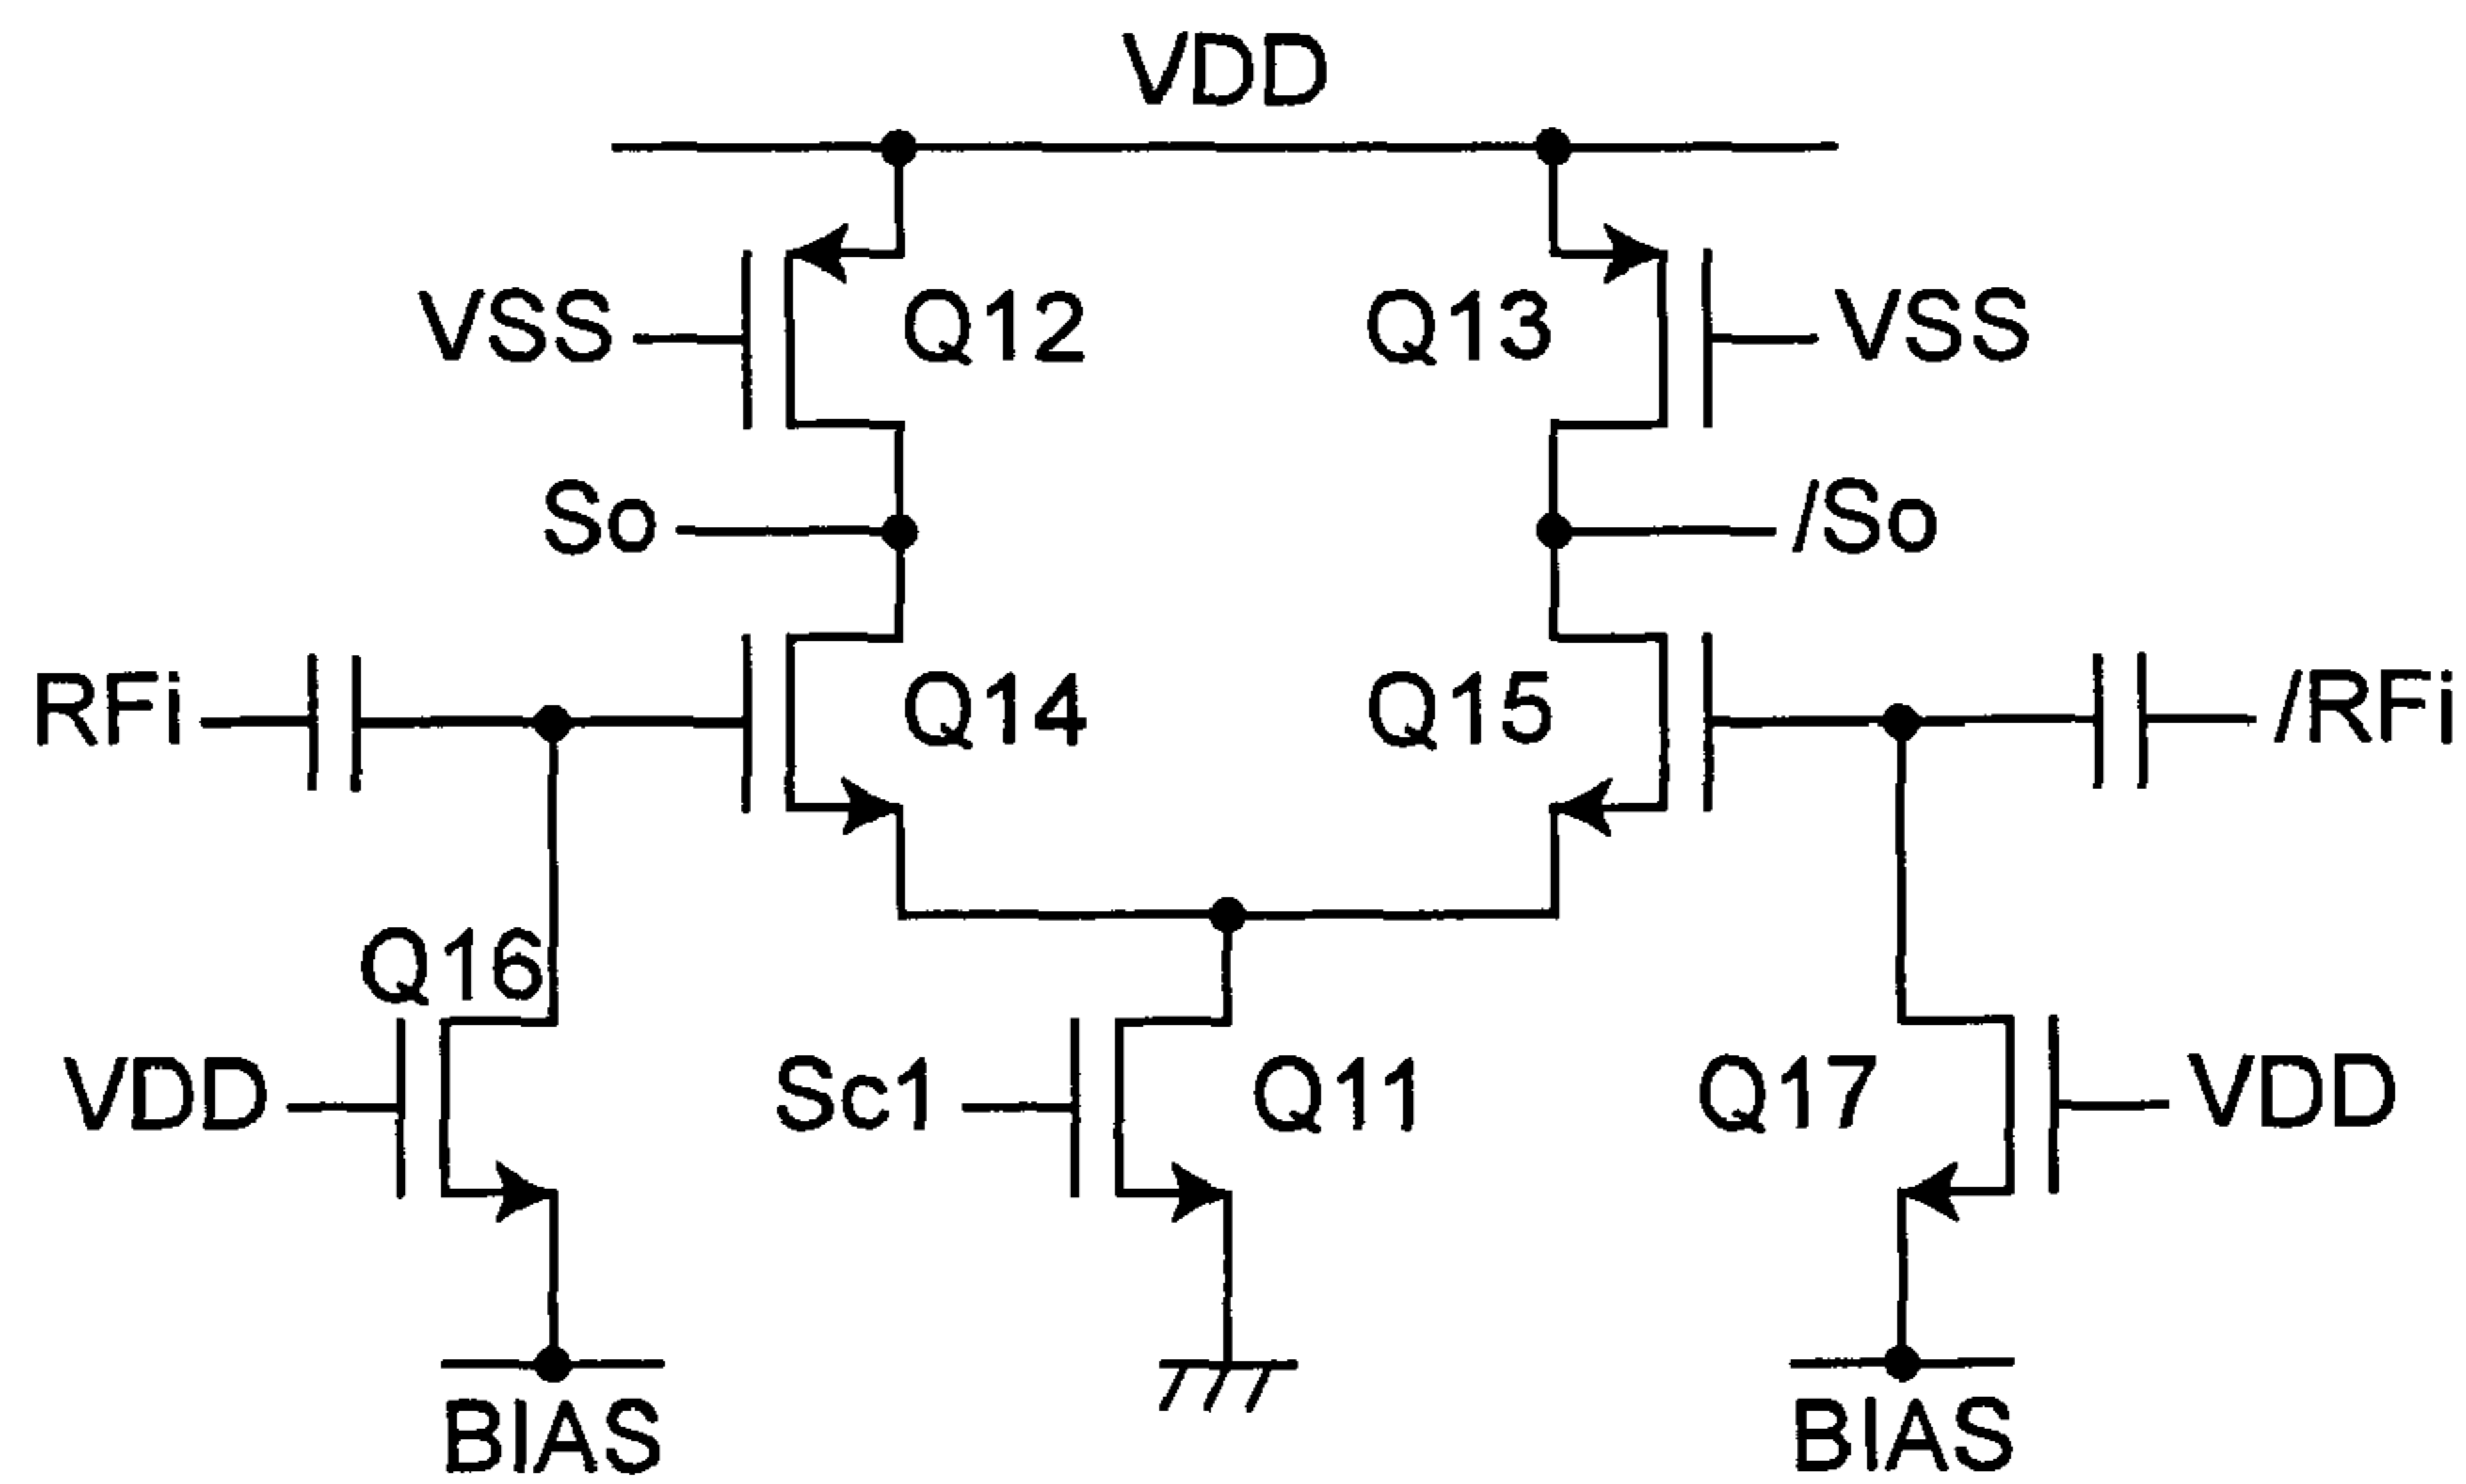 VDD
VSS
Q12
Q13
VSS
So
/So
RFi
Q14
Q15
/RFi
Q16
VDD
Sc1
Q11
Q17
VDD
BIAS
BIAS